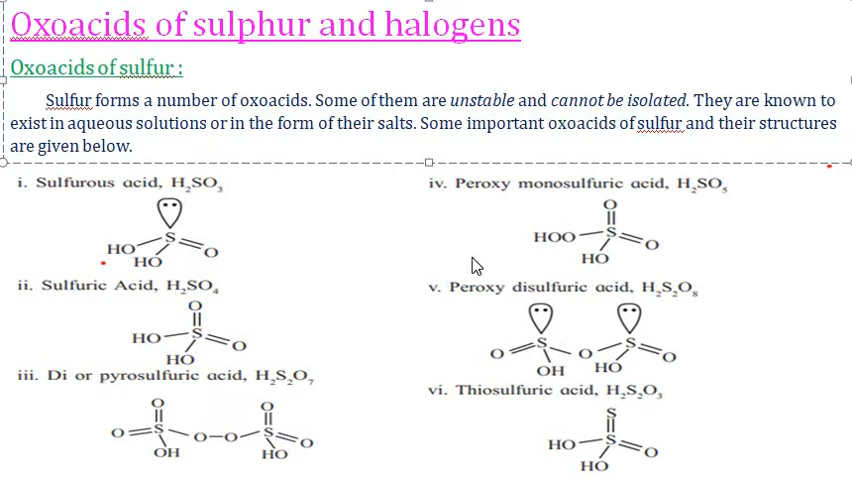 Oxoacids of sulphur and halogens
Oxoacids of sulfur :
Sulfur forms a number of oxoacids. Some of them are unstable and cannot be isolated. They are known to
exist in aqueous solutions or in the form of their salts. Some important oxoacids of sulfur and their structures
are given below.
i. Sulfurous acid, H₂SO₃
HO S O
HO
ii. Sulfuric Acid, H₂SO₄
O
HO S O
HO
iii. Di or pyrosulfuric acid, H₂S₂O₇
O O
O S O O S O
OH HO
iv. Peroxy monosulfuric acid, H₂SO₅
O
HOO S O
HO
v. Peroxy disulfuric acid, H₂S₂O₈
O S O S O
OH HO
vi. Thiosulfuric acid, H₂S₂O₃
S
HO S O
HO